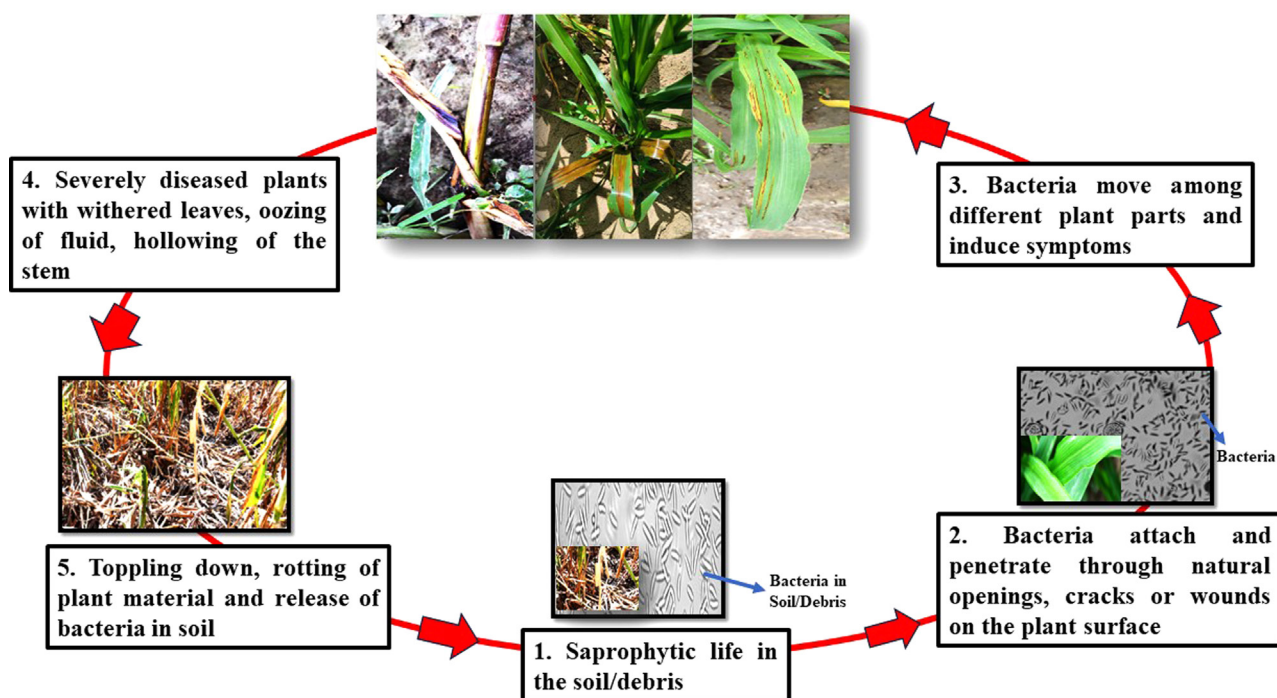 4. Severely diseased plants
with withered leaves, oozing
of fluid, hollowing of the
stem
3. Bacteria move among
different plant parts and
induce symptoms
Bacteria
5. Toppling down, rotting of
plant material and release of
bacteria in soil
Bacteria in
Soil/Debris
1. Saprophytic life in
the soil/debris
2. Bacteria attach and
penetrate through natural
openings, cracks or wounds
on the plant surface